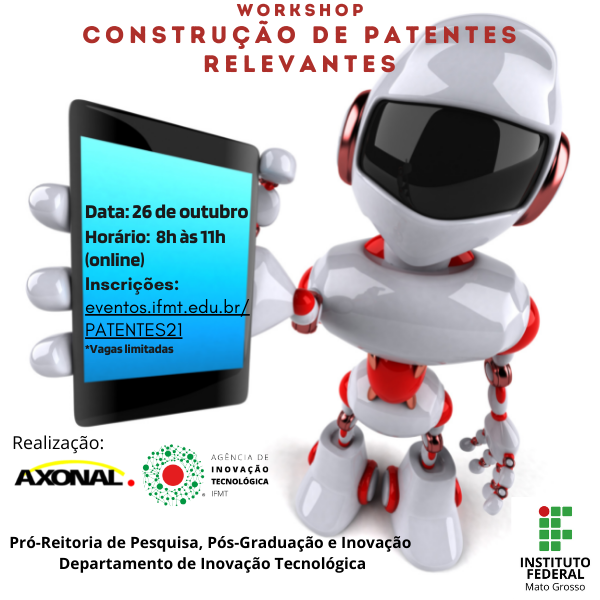 WORKSHOP
CONSTRUÇÃO DE PATENTES
RELEVANTES
Data: 26 de outubro
Horário: 8h às 11h
(online)
Inscrições:
eventos.ifmt.edu.br/
PATENTES21
*Vagas limitadas
Realização:
AXONAL.
AGÊNCIA DE
INOVAÇÃO
TECNOLÓGICA
IFMT
Pró-Reitoria de Pesquisa, Pós-Graduação e Inovação
Departamento de Inovação Tecnológica
INSTITUTO
FEDERAL
Mato Grosso